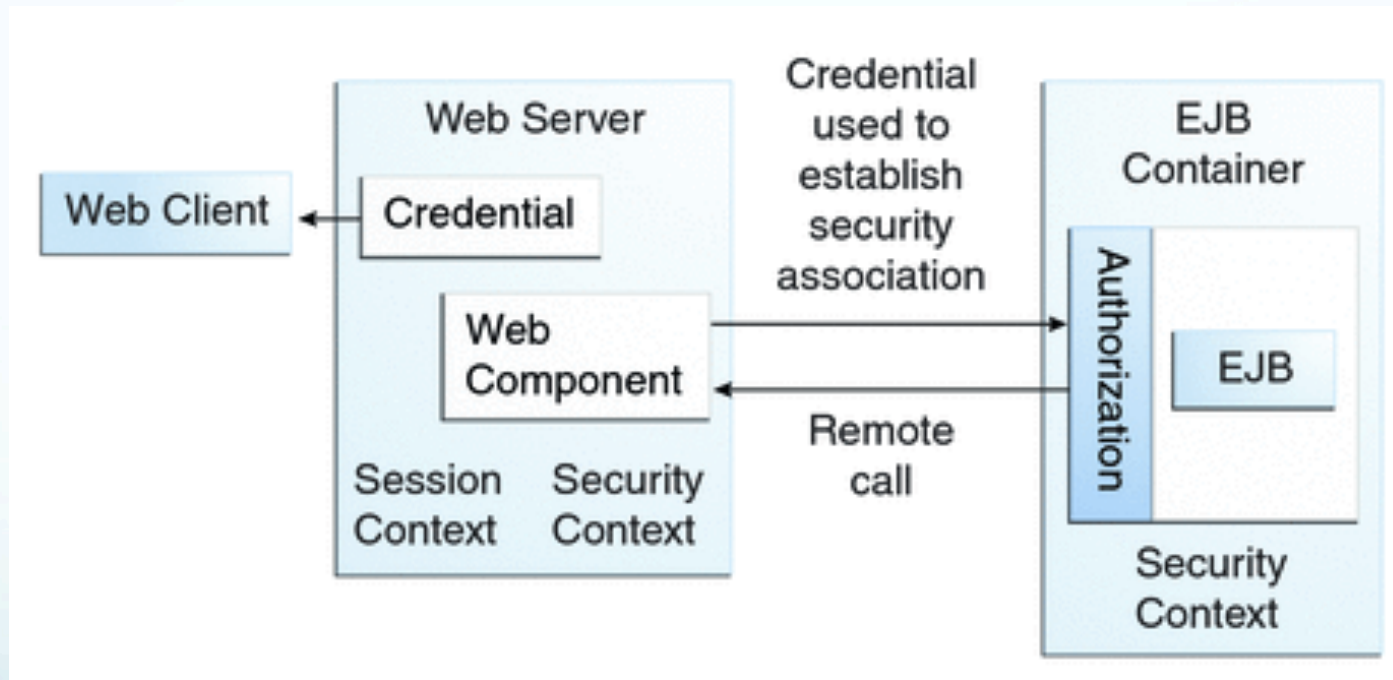 Web Client
Web Server
Credential
Web
Component
Session
Context
Security
Context
Credential
used to
establish
security
association
Remote
call
EJB
Container
Authorization
EJB
Security
Context